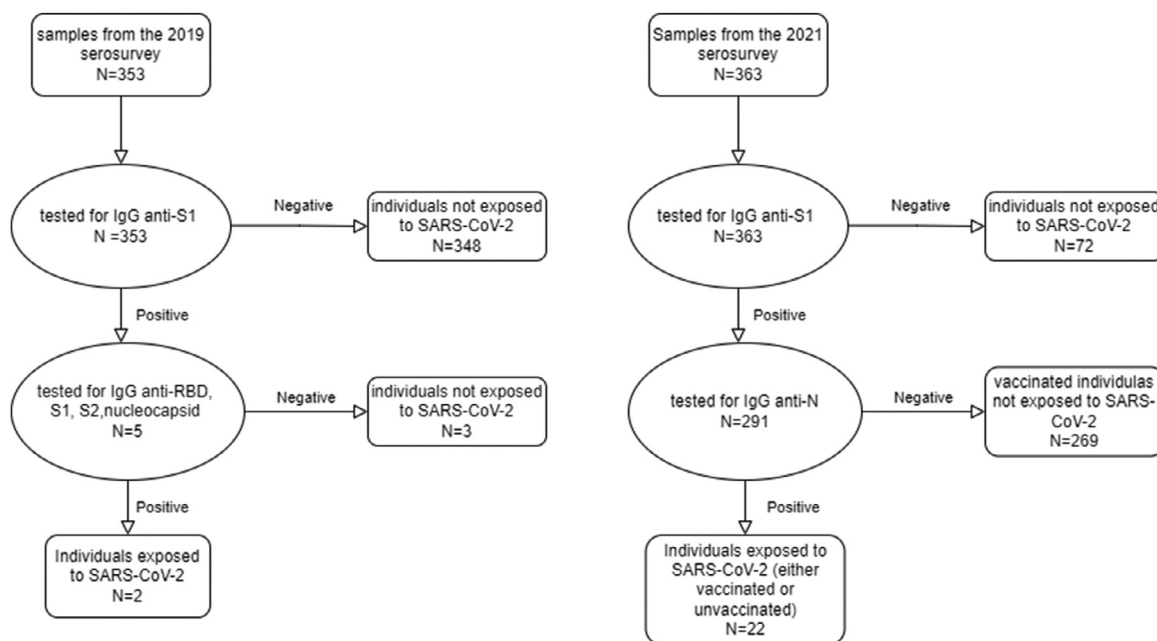 samples from the 2019
serosurvey
N=353
tested for IgG anti-S1
N =353
Negative
individuals not exposed
to SARS-CoV-2
N=348
Positive
tested for IgG anti-RBD,
S1, S2,nucleocapsid
N=5
Negative
individuals not exposed
to SARS-CoV-2
N=3
Positive
Individuals exposed
to SARS-CoV-2
N=2
Samples from the 2021
serosurvey
N=363
tested for IgG anti-S1
N=363
Negative
individuals not exposed
to SARS-CoV-2
N=72
Positive
tested for IgG anti-N
N=291
Negative
vaccinated individulas
not exposed to SARS-
CoV-2
N=269
Positive
Individuals exposed to
SARS-CoV-2 (either
vaccinated or
unvaccinated)
N=22